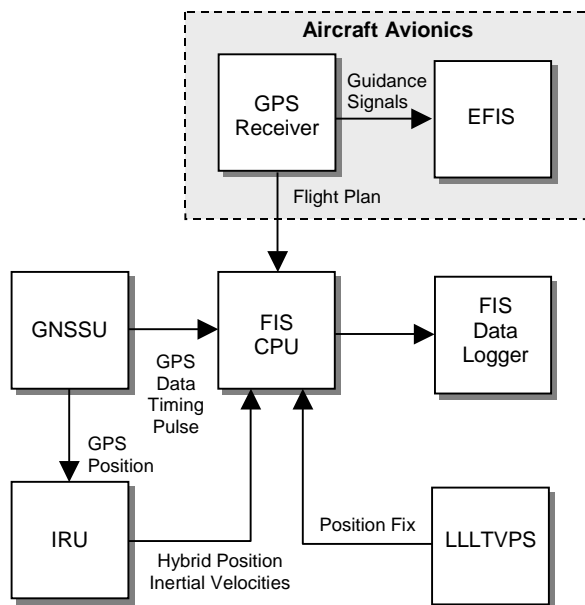 Aircraft Avionics
GPS
Receiver
Guidance
Signals
EFIS
Flight Plan
GNSSU
FIS
CPU
FIS
Data
Logger
GPS
Data
Timing
Pulse
GPS
Position
IRU
Hybrid Position
Inertial Velocities
Position Fix
LLLTVPS